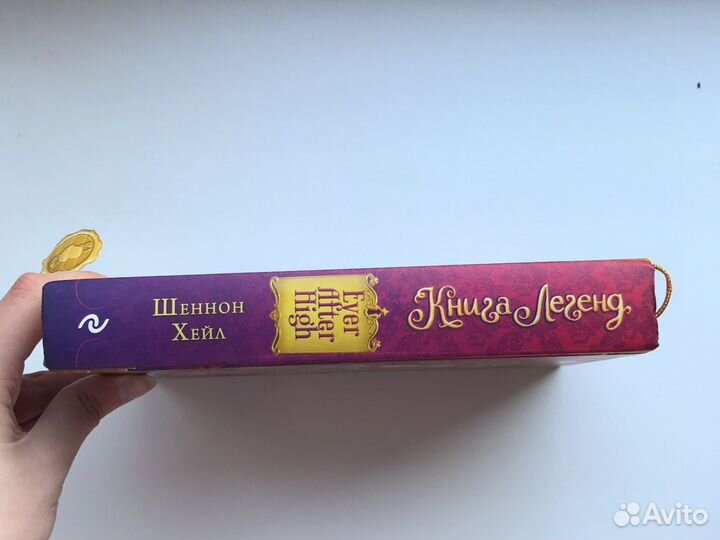 Шеннон
Хейл
Ever
After
High
Книга Легенд
Avito